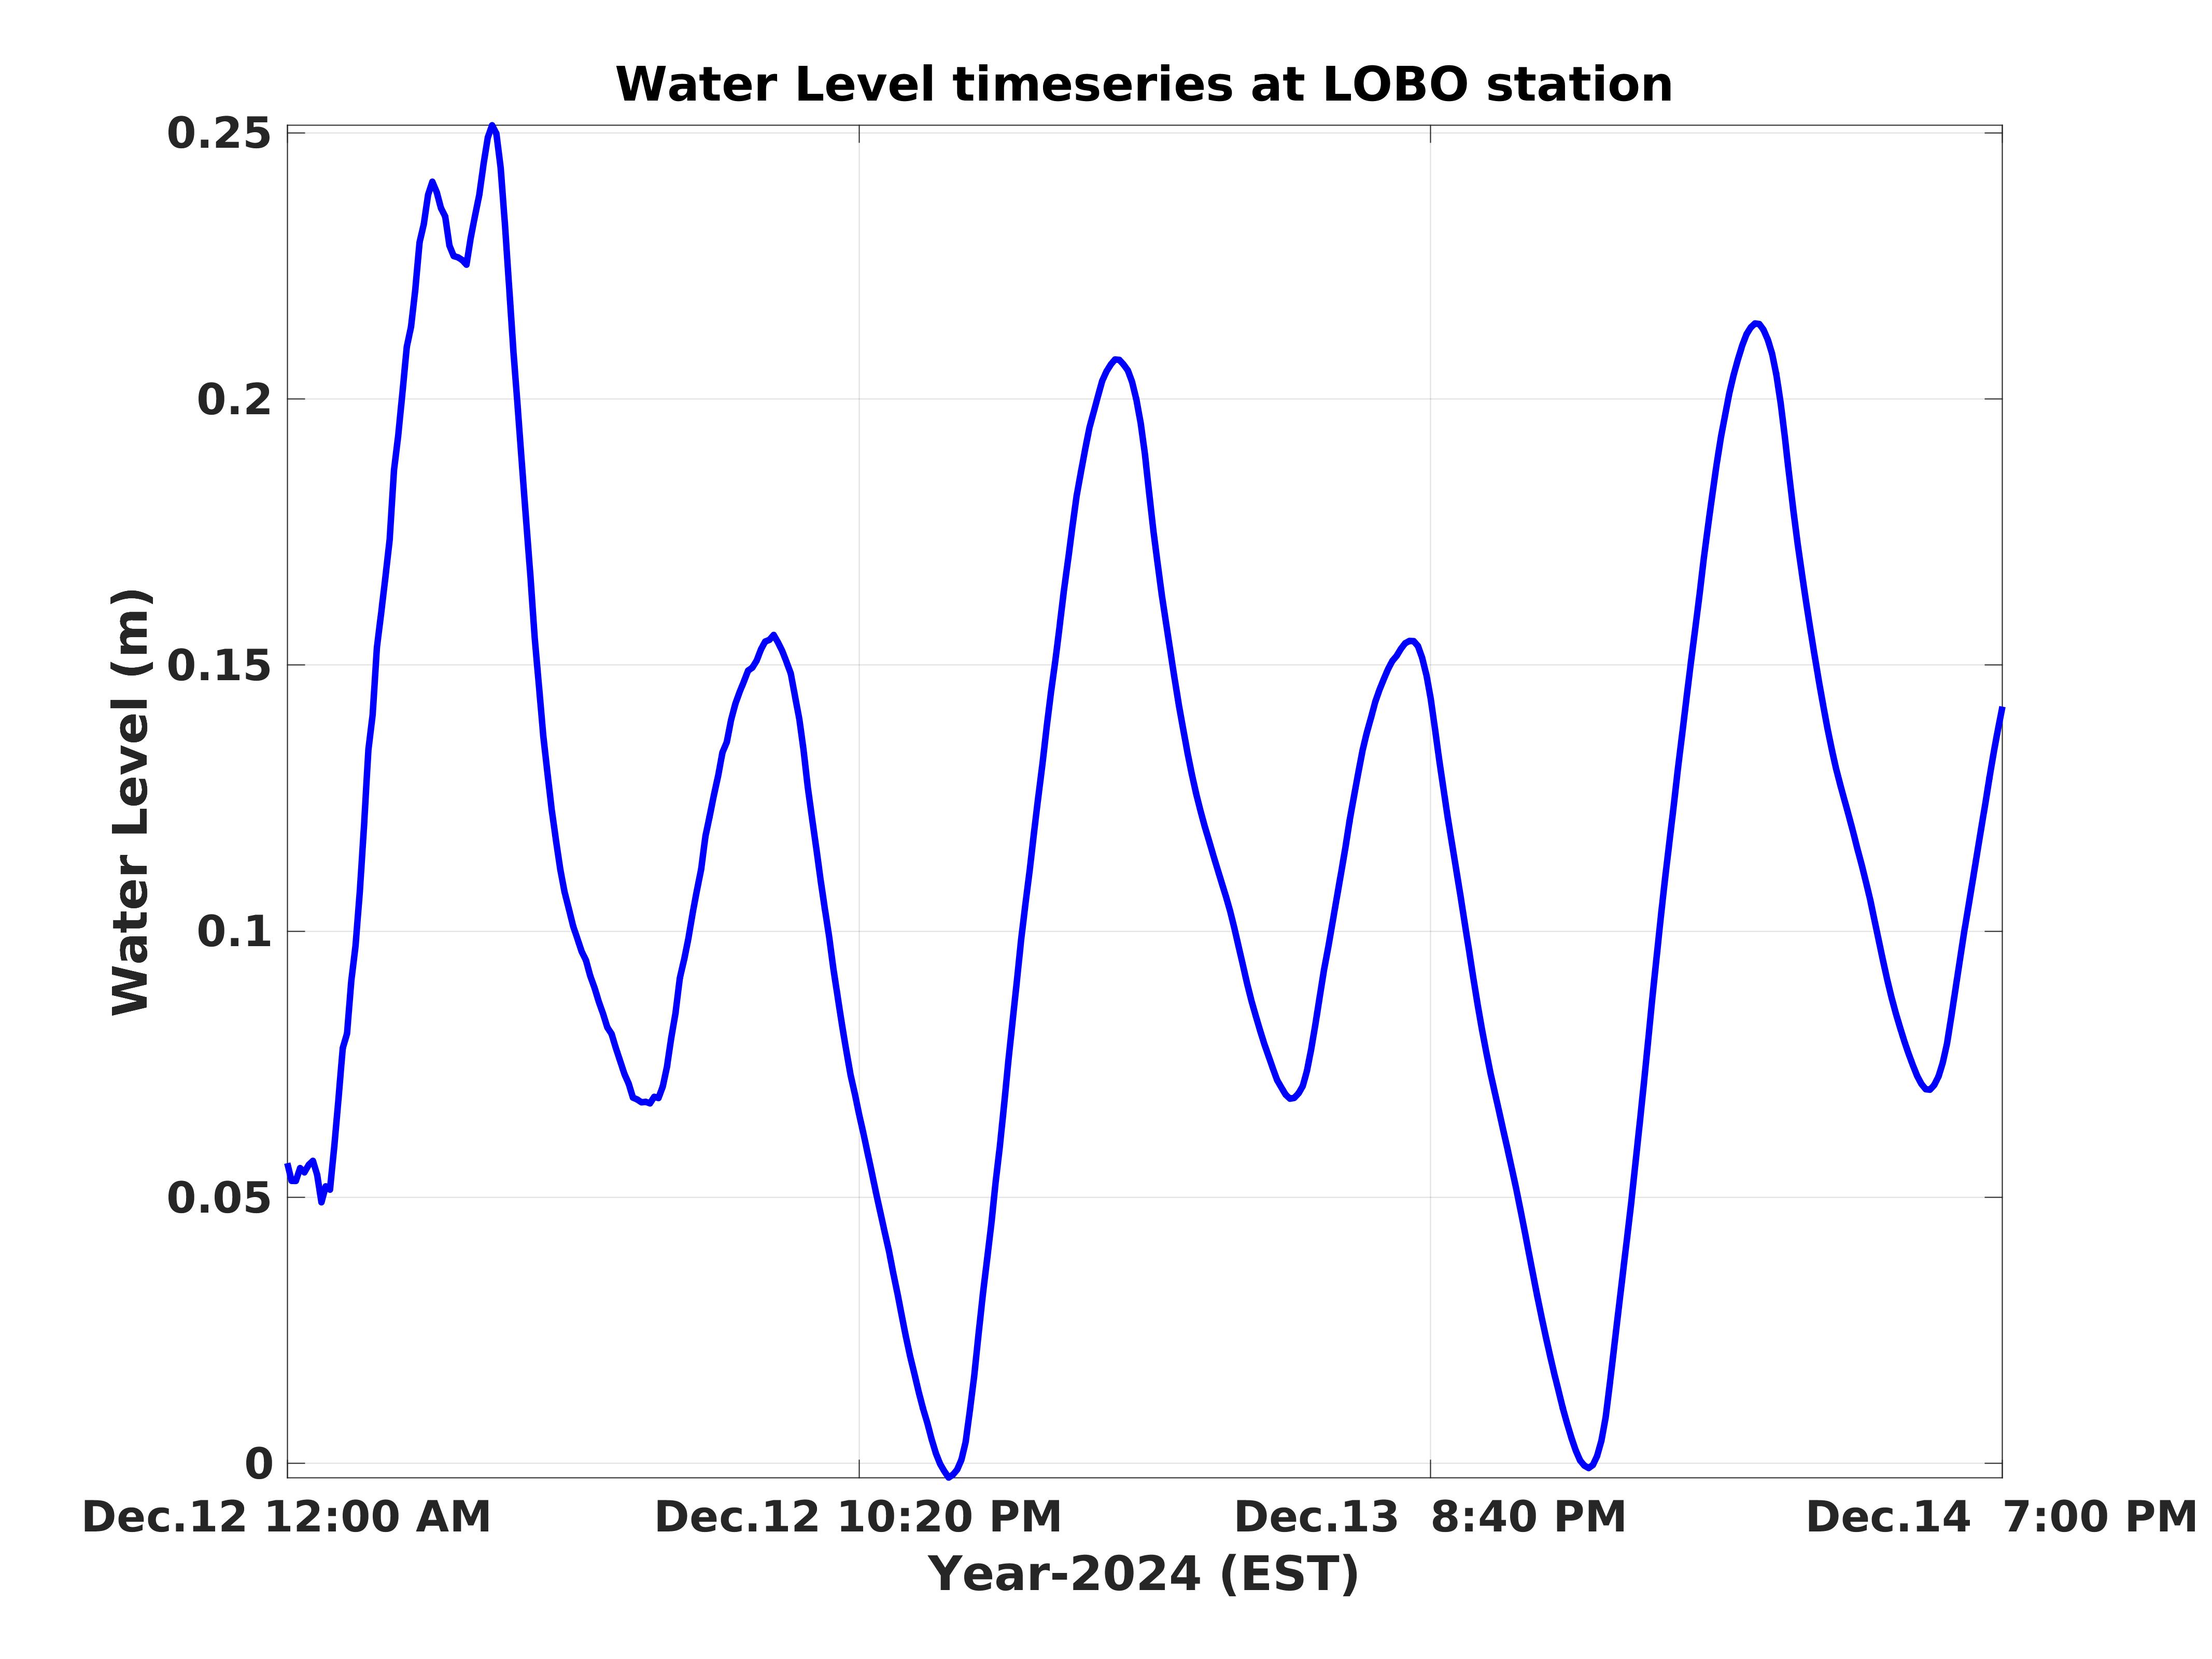 Water Level timeseries at LOBO station
0.25
0.2
0.15
0.1
0.05
0
Water Level (m)
Dec.12 12:00 AM Dec.12 10:20 PM Dec.13 8:40 PM Dec.14 7:00 PM
Year-2024 (EST)